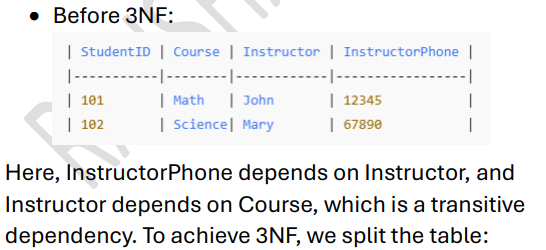 • Before 3NF:
| StudentID | Course | Instructor | InstructorPhone |
|-----------|--------|------------|-----------------|
| 101 | Math | John | 12345 |
| 102 | Science| Mary | 67890 |
Here, InstructorPhone depends on Instructor, and
Instructor depends on Course, which is a transitive
dependency. To achieve 3NF, we split the table: